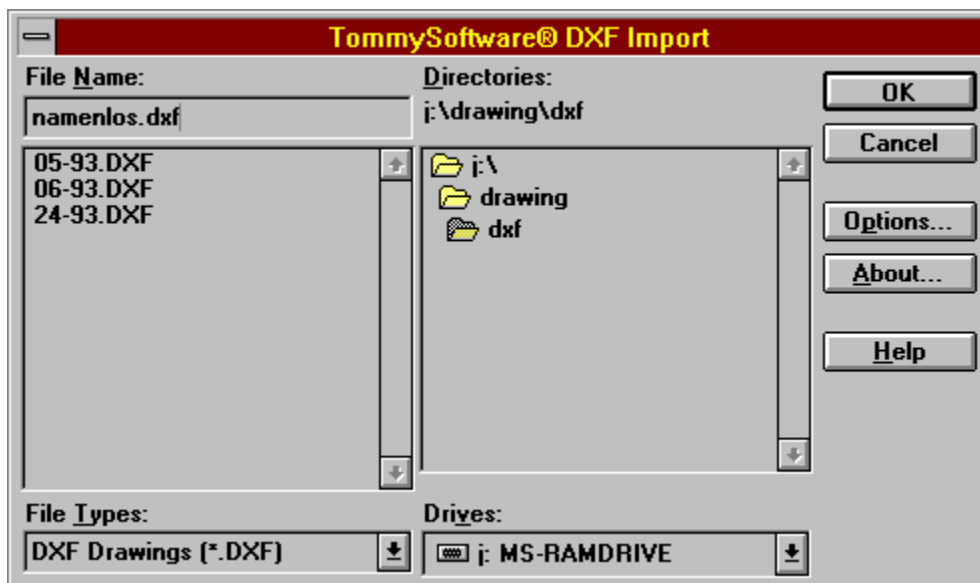 TommySoftware® DXF Import
File Name:
namenlos.dxf
05-93.DXF
06-93.DXF
24-93.DXF
File Types:
DXF Drawings (*.DXF)
Directories:
j:\drawing\dxf
j:\
drawing
dxf
Drives:
j: MS-RAMDRIVE
OK
Cancel
Options...
About...
Help